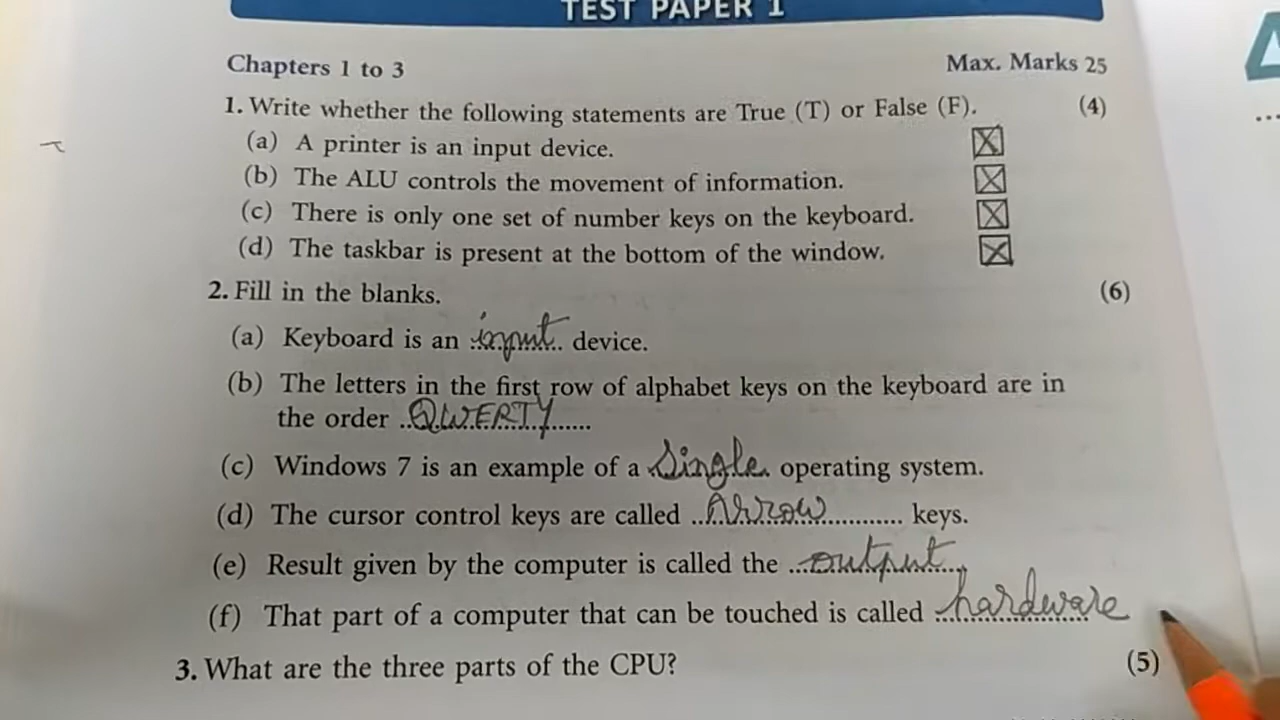 TEST PAPER 1
Chapters 1 to 3 Max. Marks 25
1. Write whether the following statements are True (T) or False (F). (4)
(a) A printer is an input device. X
(b) The ALU controls the movement of information. X
(c) There is only one set of number keys on the keyboard. X
(d) The taskbar is present at the bottom of the window. X
2. Fill in the blanks. (6)
(a) Keyboard is an input device.
(b) The letters in the first row of alphabet keys on the keyboard are in
the order QWERTY
(c) Windows 7 is an example of a Single operating system.
(d) The cursor control keys are called Arrow keys.
(e) Result given by the computer is called the output
(f) That part of a computer that can be touched is called hardware
3. What are the three parts of the CPU? (5)